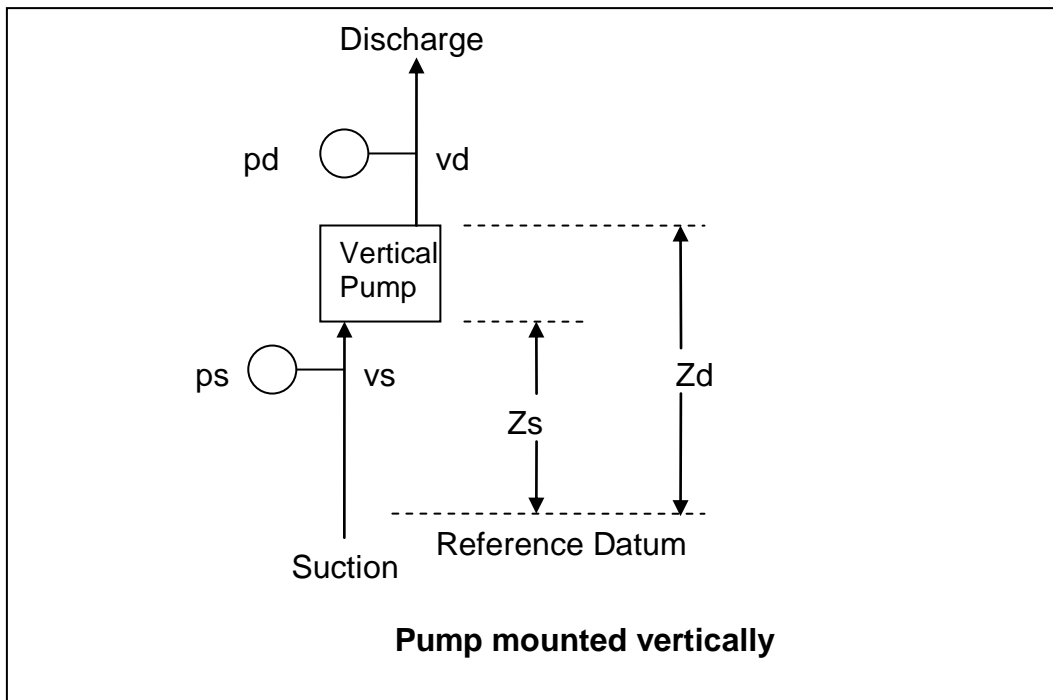 Discharge
pd
vd
Vertical
Pump
ps
vs
Zd
Zs
Reference Datum
Suction
Pump mounted vertically